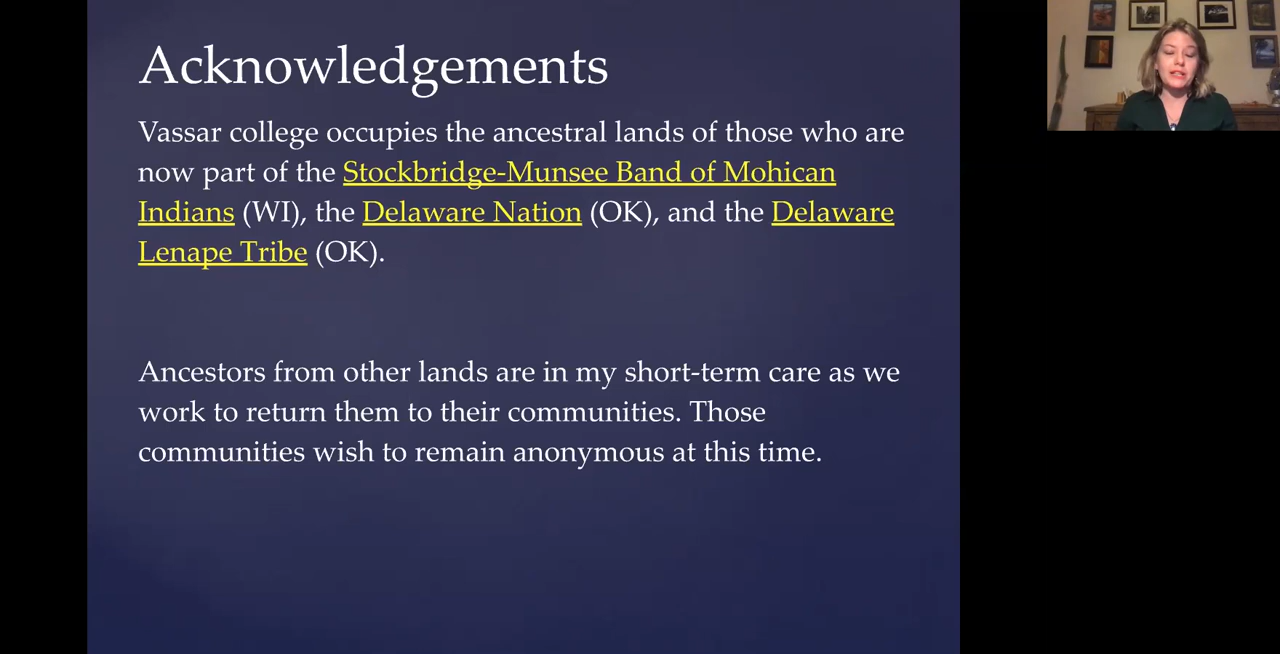 Acknowledgements
Vassar college occupies the ancestral lands of those who are
now part of the Stockbridge-Munsee Band of Mohican
Indians (WI), the Delaware Nation (OK), and the Delaware
Lenape Tribe (OK).
Ancestors from other lands are in my short-term care as we
work to return them to their communities. Those
communities wish to remain anonymous at this time.